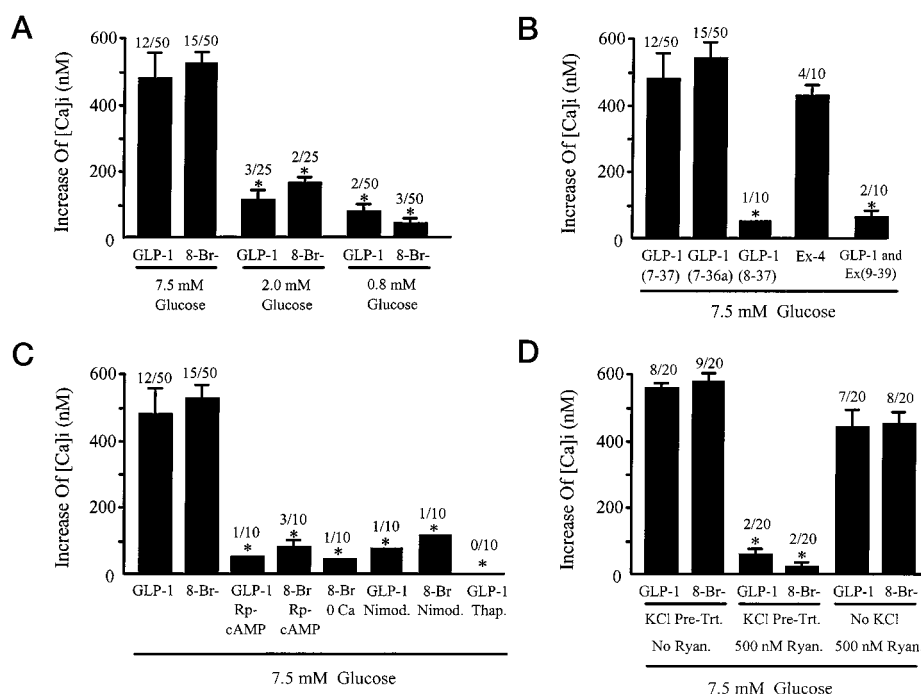 A
Increase Of [Ca]i (nM)
600
400
200
0
12/50 15/50
3/25 2/25
2/50 3/50
* * * *
GLP-1 8-Br- GLP-1 8-Br- GLP-1 8-Br-
7.5 mM Glucose
2.0 mM Glucose
0.8 mM Glucose
B
Increase Of [Ca]i (nM)
600
400
200
0
12/50 15/50 1/10 4/10 2/10
* *
GLP-1 (7-37)
GLP-1 (7-36a)
GLP-1 (8-37)
Ex-4
GLP-1 and Ex(9-39)
7.5 mM Glucose
C
Increase Of [Ca]i (nM)
600
400
200
0
12/50 15/50
1/10 3/10 1/10 1/10 1/10 0/10
* * * * * *
GLP-1
8-Br-
GLP-1 Rp-cAMP
8-Br Rp-cAMP
8-Br 0 Ca
GLP-1 Nimod.
8-Br Nimod.
GLP-1 Thap.
7.5 mM Glucose
D
Increase Of [Ca]i (nM)
600
400
200
0
8/20 9/20
2/20 2/20
7/20 8/20
* *
GLP-1 8-Br- GLP-1 8-Br- GLP-1 8-Br-
KCl Pre-Trt. KCl Pre-Trt. No KCl
No Ryan. 500 nM Ryan. 500 nM Ryan
7.5 mM Glucose